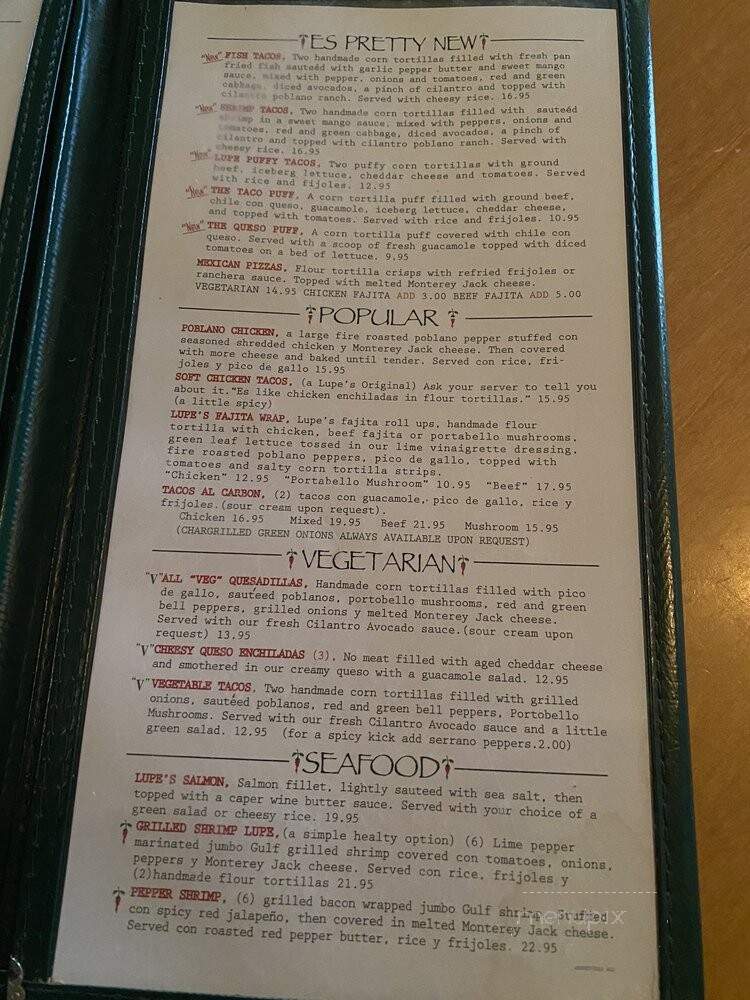 ES PRETTY NEW
"New" FISH TACOS, Two handmade corn tortillas filled with fresh pan
fried fish sauteéd with garlic pepper butter and sweet mango
sauce, mixed with pepper, onions and tomatoes, red and green
cabbage, diced avocados, a pinch of cilantro and topped with
cilantro poblano ranch. Served with cheesy rice. 16.95
"New" SHRIMP TACOS, Two handmade corn tortillas filled with sauteéd
shrimp in a sweet mango sauce, mixed with peppers, onions and
tomatoes, red and green cabbage, diced avocados, a pinch of
cilantro and topped with cilantro poblano ranch. Served with
cheesy rice. 16.95
"New" LUPE PUFFY TACOS, Two puffy corn tortillas with ground
beef, iceberg lettuce, cheddar cheese and tomatoes. Served
with rice and fijoles. 12.95
"New" THE TACO PUFF, A corn tortilla puff filled with ground beef,
chile con queso, guacamole, iceberg lettuce, cheddar cheese,
and topped with tomatoes. Served with rice and frijoles. 10.95
"New" THE QUESO PUFF, A corn tortilla puff covered with chile con
queso. Served with a scoop of fresh guacamole topped with diced
tomatoes on a bed of lettuce. 9.95
MEXICAN PIZZAS, Flour tortilla crisps with refried frijoles or
ranchera sauce. Topped with melted Monterey Jack cheese.
VEGETARIAN 14.95 CHICKEN FAJITA ADD 3.00 BEEF FAJITA ADD 5.00
POPULAR
POBLANO CHICKEN, a large fire roasted poblano pepper stuffed con
seasoned shredded chicken y Monterey Jack cheese. Then covered
with more cheese and baked until tender. Served con rice, fri-
joles y pico de gallo 15.95
SOFT CHICKEN TACOS, (a Lupe's Original) Ask your server to tell you
about it. "Es like chicken enchiladas in flour tortillas." 15.95
(a little spicy)
LUPE'S FAJITA WRAP, Lupe's fajita roll ups, handmade flour
tortilla with chicken, beef fajita or portabello mushrooms,
green leaf lettuce tossed in our lime vinaigrette dressing,
fire roasted poblano peppers, pico de gallo, topped with
tomatoes and salty corn tortilla strips.
"Chicken" 12.95 "Portabello Mushroom" 10.95 "Beef" 17.95
TACOS AL CARBON, (2) tacos con guacamole, pico de gallo, rice y
frijoles.(sour cream upon request).
Chicken 16.95 Mixed 19.95 Beef 21.95 Mushroom 15.95
(CHARGRILLED GREEN ONIONS ALWAYS AVAILABLE UPON REQUEST)
VEGETARIAN
"V" ALL "VEG" QUESADILLAS, Handmade corn tortillas filled with pico
de gallo, sautéed poblanos, portobello mushrooms, red and green
bell peppers, grilled onions y melted Monterey Jack cheese.
Served with our fresh Cilantro Avocado sauce.(sour cream upon
request) 13.95
"V" CHEESY QUESO ENCHILADAS (3), No meat filled with aged cheddar cheese
and smothered in our creamy queso with a guacamole salad. 12.95
"V" VEGETABLE TACOS, Two handmade corn tortillas filled with grilled
onions, sautéed poblanos, red and green bell peppers, Portobello
Mushrooms. Served with our fresh Cilantro Avocado sauce and a little
green salad. 12.95 (for a spicy kick add serrano peppers.2.00)
SEAFOOD
LUPE'S SALMON, Salmon fillet, lightly sauteed with sea salt, then
topped with a caper wine butter sauce. Served with your choice of a
green salad or cheesy rice. 19.95
GRILLED SHRIMP LUPE,(a simple healty option) (6) Lime pepper
marinated jumbo Gulf grilled shrimp covered con tomatoes, onions,
peppers y Monterey Jack cheese. Served con rice, frijoles y
(2)handmade flour tortillas 21.95
PEPPER SHRIMP, (6) grilled bacon wrapped jumbo Gulf shrimp. Stuffed
con spicy red jalapeño, then covered in melted Monterey Jack cheese.
Served con roasted red pepper butter, rice y frijoles. 22.95